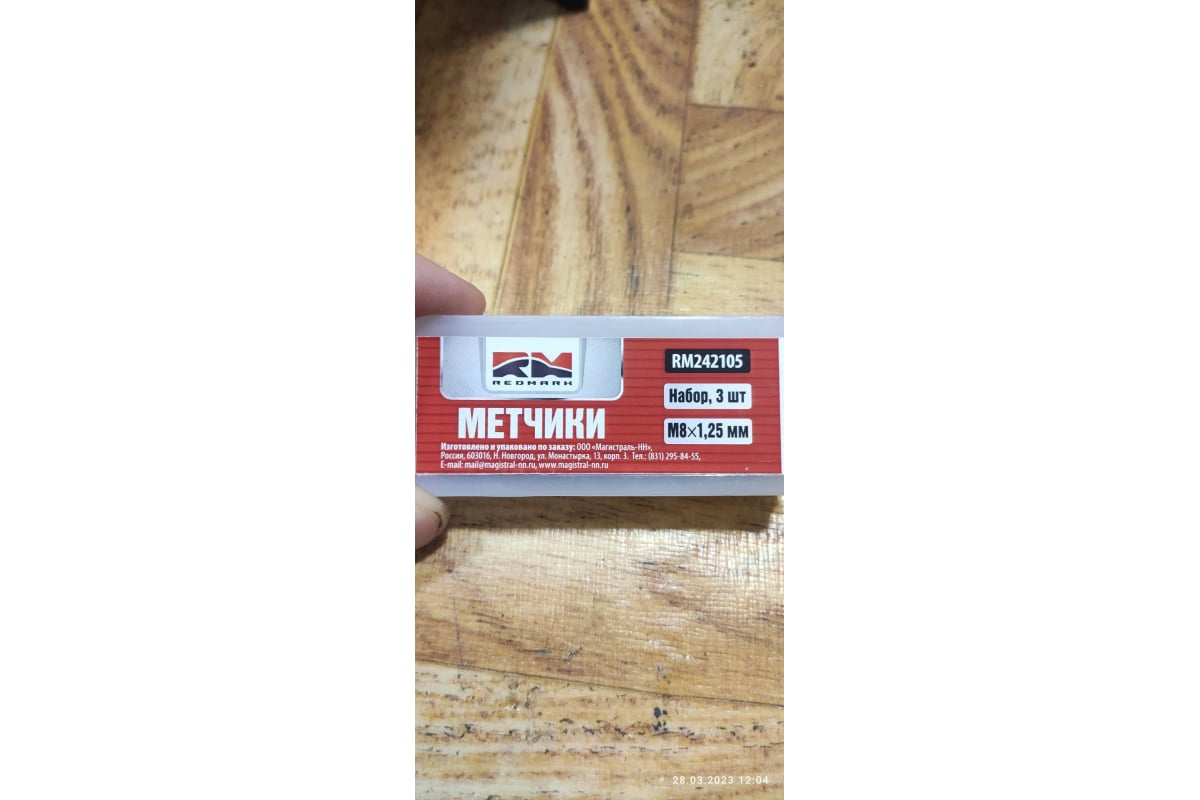 RM
REDMARK
МЕТЧИКИ
RM242105
Набор, 3 шт
М8×1,25 мм
Изготовлено и упаковано по заказу: ООО «Магистраль-НН»,
Россия, 603016, Н. Новгород, ул. Монастырка, 13, корп. 3. Тел.: (831) 295-84-55,
E-mail: mail@magistral-nn.ru, www.magistral-nn.ru
28.03.2023 12:04